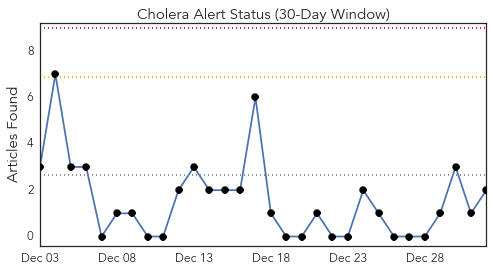 Cholera Alert Status (30-Day Window)
Articles Found
8
6
4
2
0
Dec 03 Dec 08 Dec 13 Dec 18 Dec 23 Dec 28